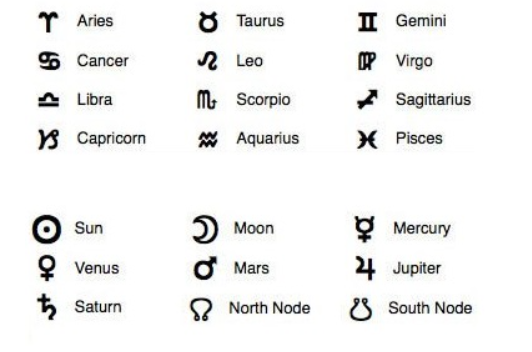 ♈ Aries ♉ Taurus ♊ Gemini
♋ Cancer ♌ Leo ♍ Virgo
♎ Libra ♏ Scorpio ♐ Sagittarius
♑ Capricorn ♒ Aquarius ♓ Pisces
☉ Sun ☽ Moon ☿ Mercury
♀ Venus ♂ Mars ♃ Jupiter
♄ Saturn ☊ North Node ☋ South Node